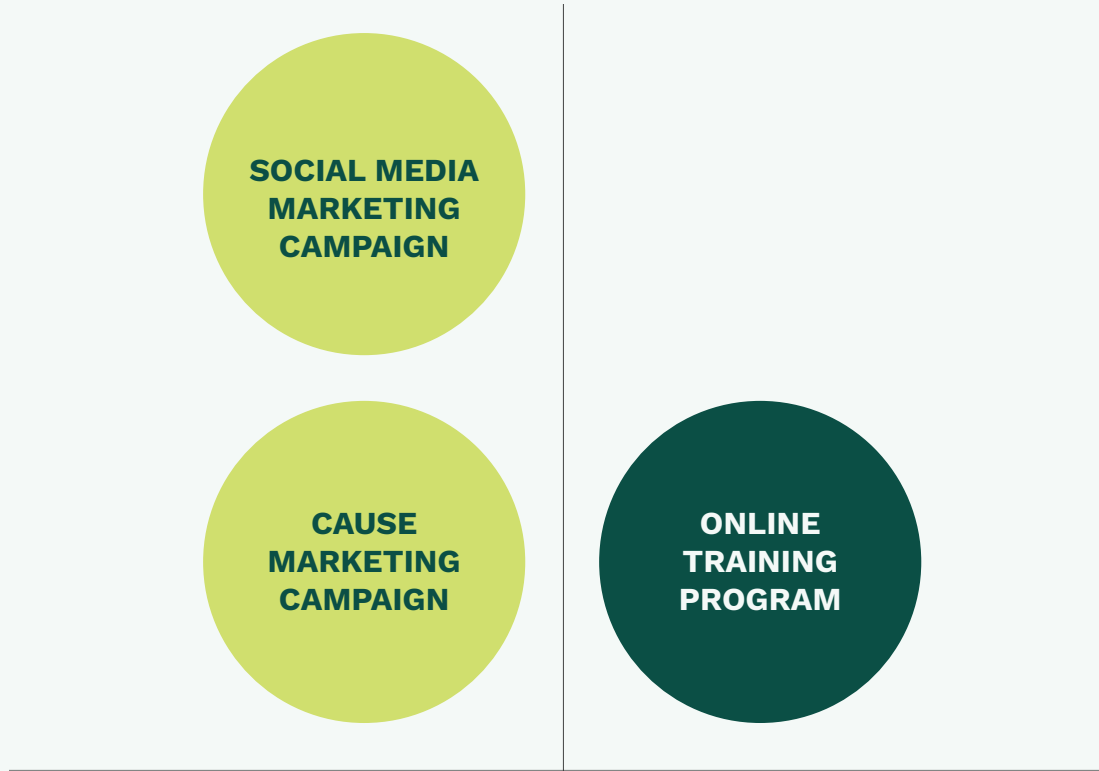 SOCIAL MEDIA
MARKETING
CAMPAIGN
CAUSE
MARKETING
CAMPAIGN
ONLINE
TRAINING
PROGRAM